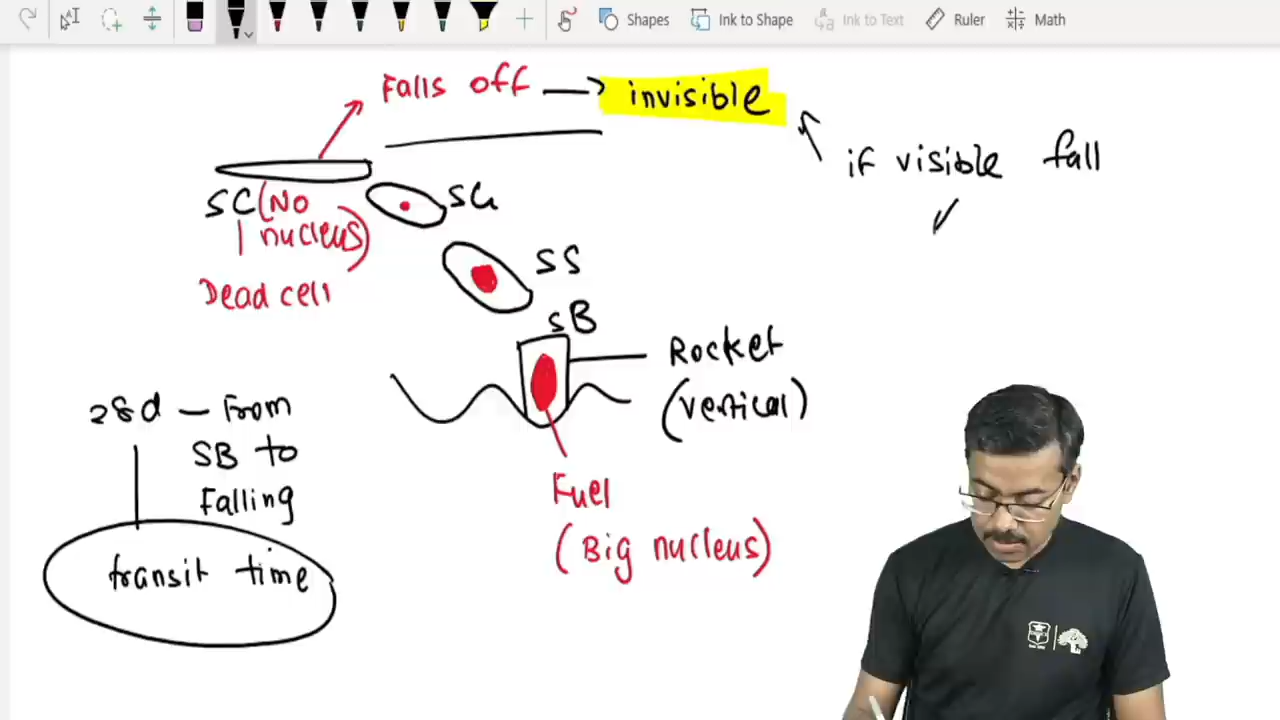 Shapes
Ink to Shape
Ink to Text
Ruler
Math
Falls off
invisible
if visible fall
SC (No
nucleus)
Dead cell
SG
SS
SB
Rocket
(vertical)
28d - From
SB to
Falling
transit time
Fuel
(Big nucleus)